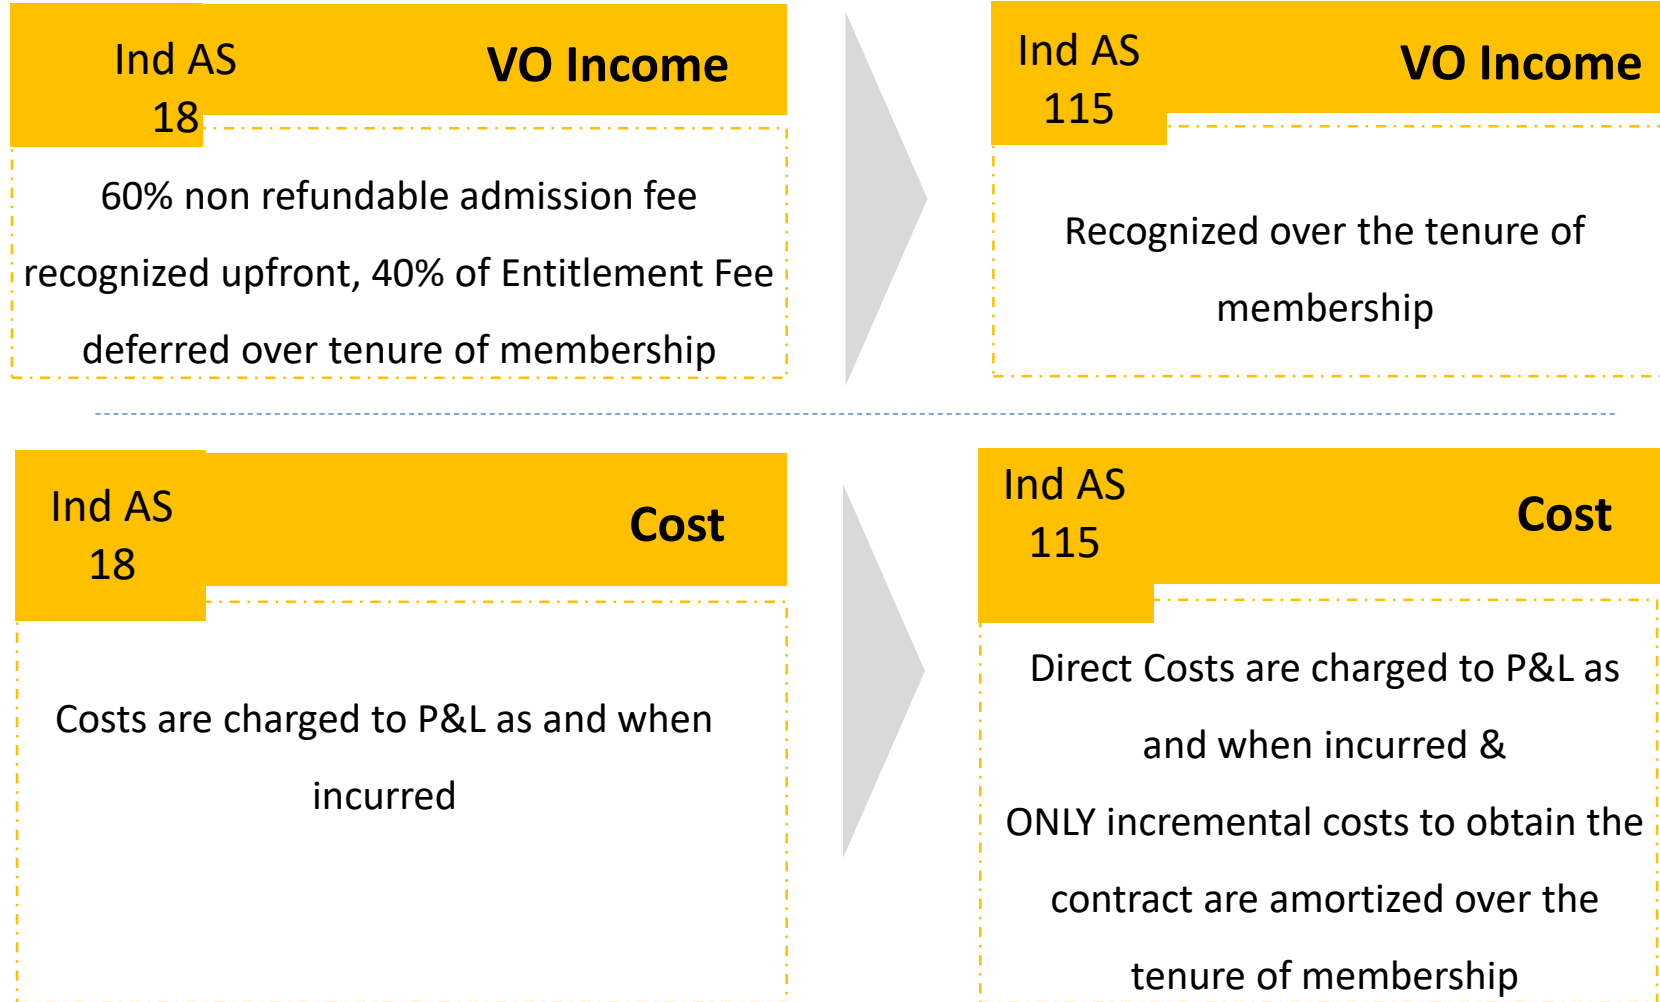 Ind AS
18
VO Income
60% non refundable admission fee
recognized upfront, 40% of Entitlement Fee
deferred over tenure of membership
Ind AS
115
VO Income
Recognized over the tenure of
membership
Ind AS
18
Cost
Costs are charged to P&L as and when
incurred
Ind AS
115
Cost
Direct Costs are charged to P&L as
and when incurred &
ONLY incremental costs to obtain the
contract are amortized over the
tenure of membership